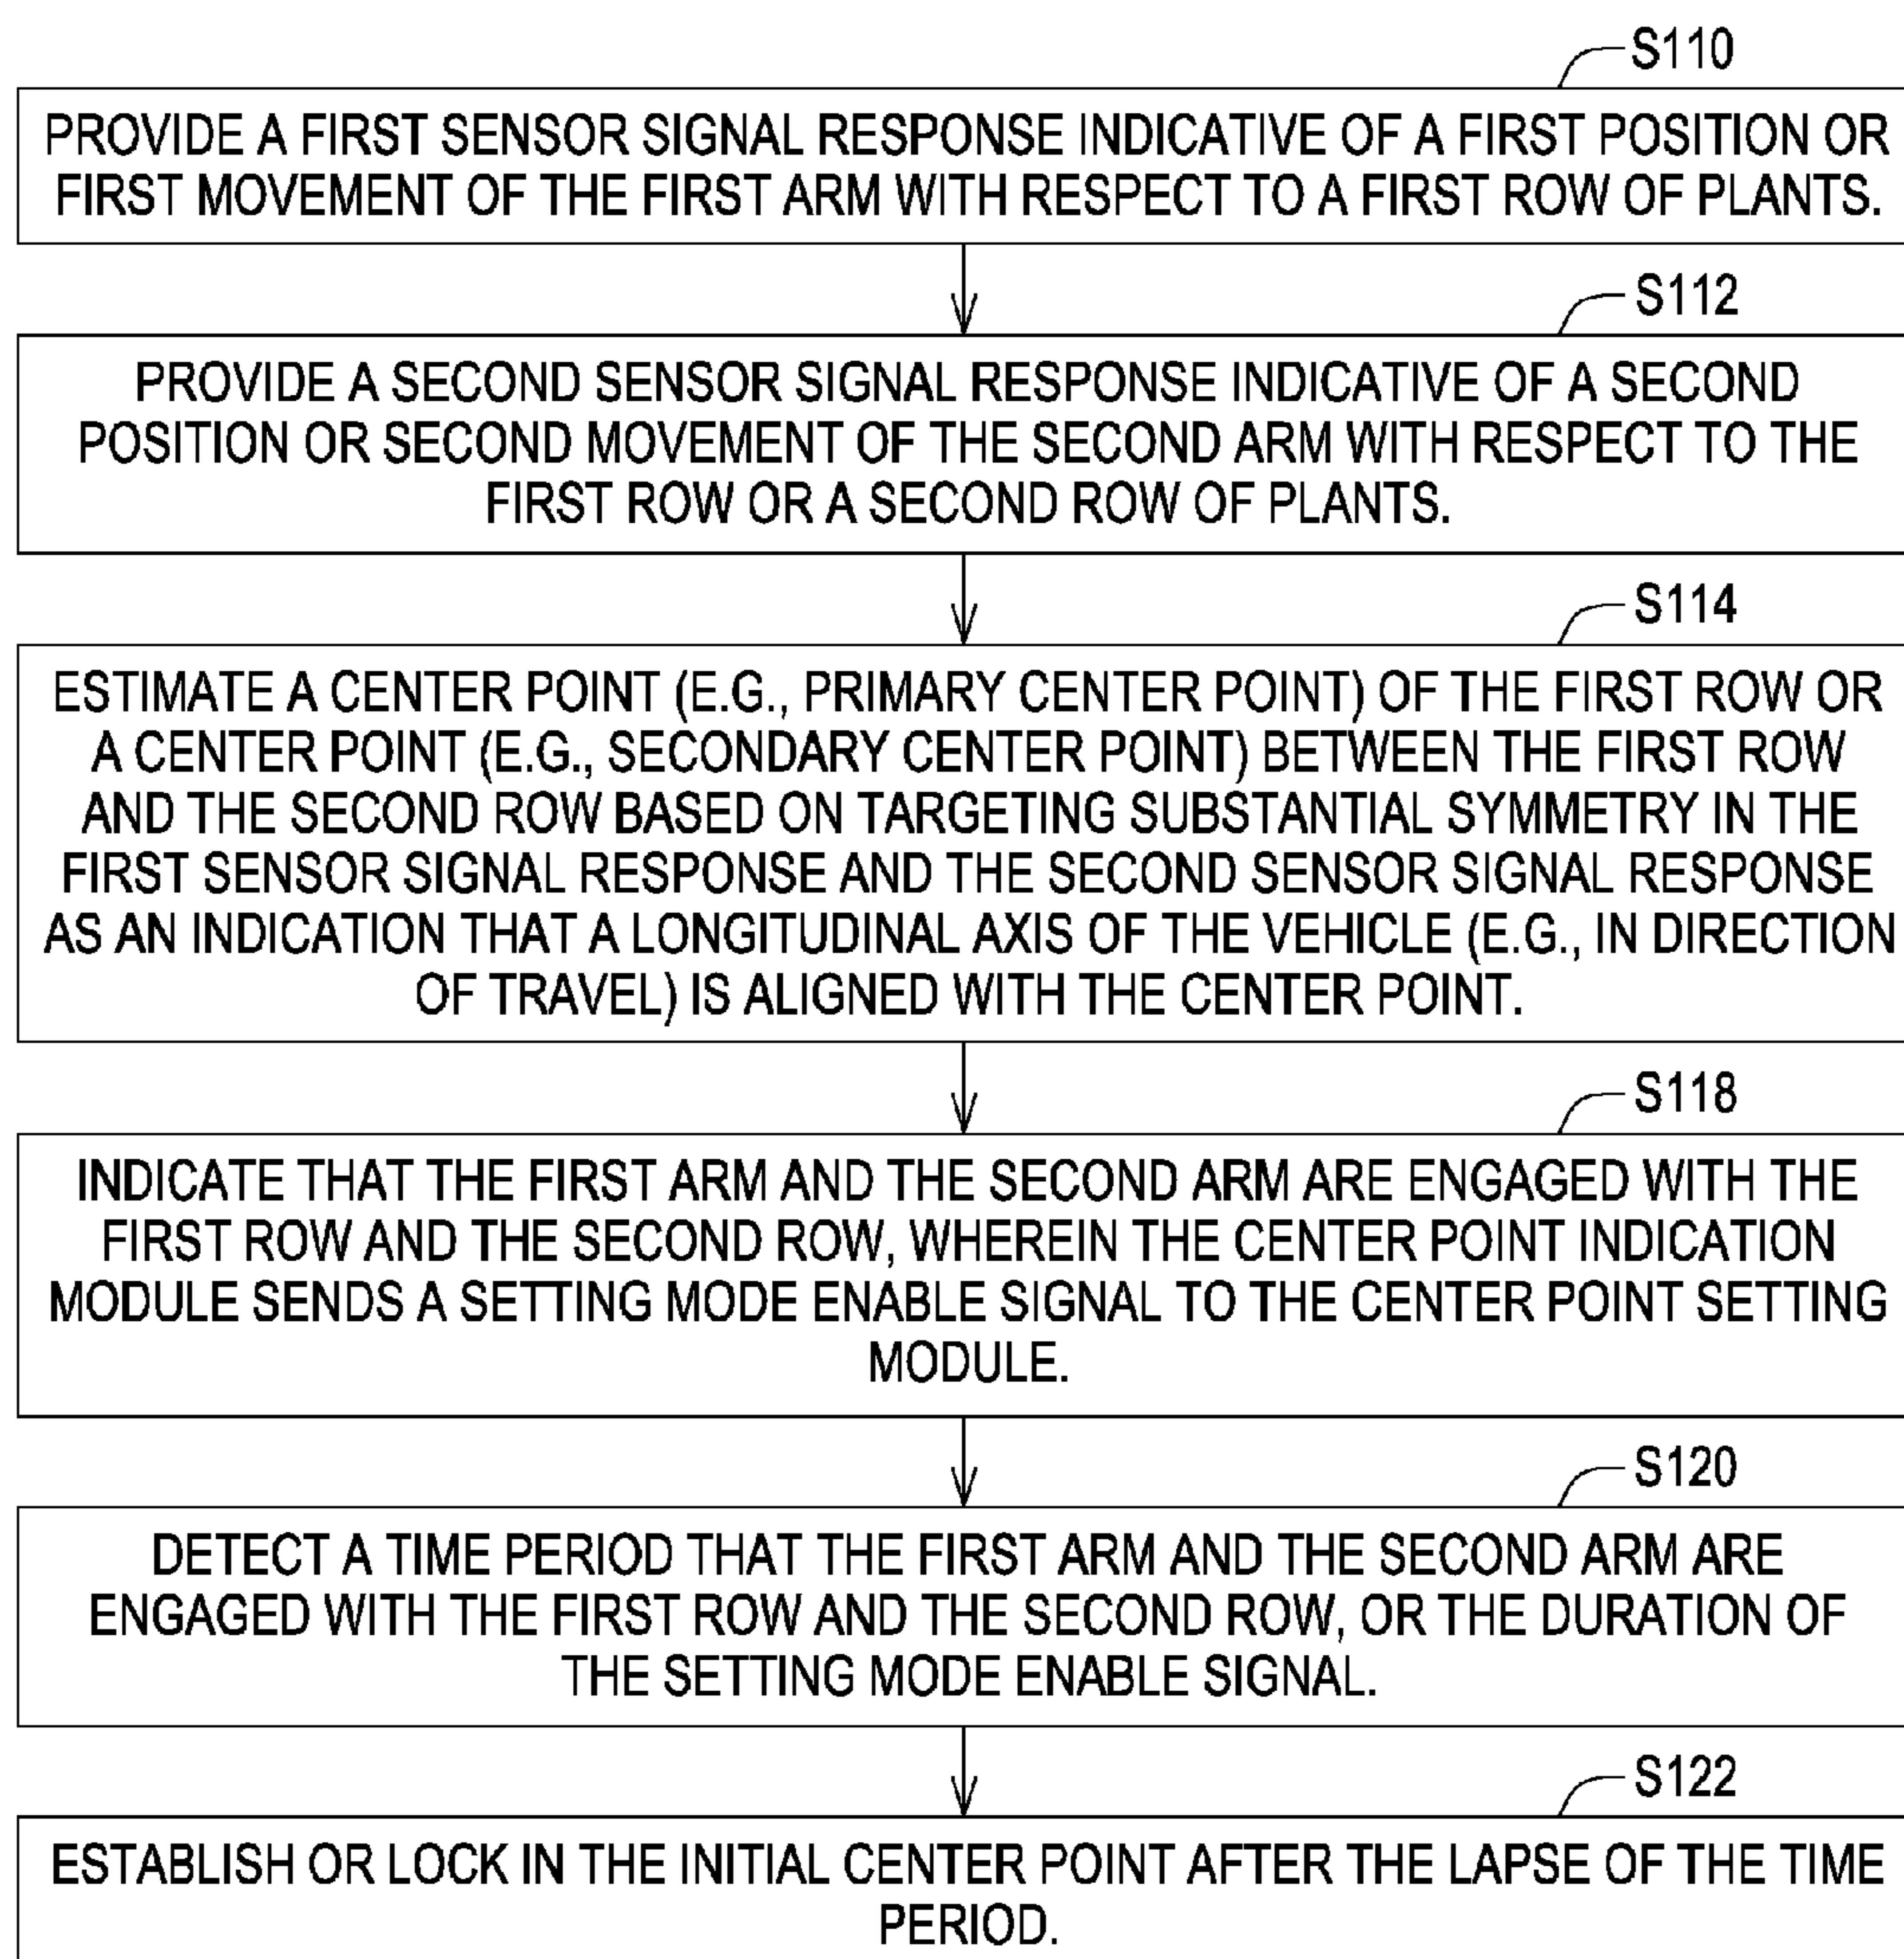 S110
PROVIDE A FIRST SENSOR SIGNAL RESPONSE INDICATIVE OF A FIRST POSITION OR
FIRST MOVEMENT OF THE FIRST ARM WITH RESPECT TO A FIRST ROW OF PLANTS.
S112
PROVIDE A SECOND SENSOR SIGNAL RESPONSE INDICATIVE OF A SECOND
POSITION OR SECOND MOVEMENT OF THE SECOND ARM WITH RESPECT TO THE
FIRST ROW OR A SECOND ROW OF PLANTS.
S114
ESTIMATE A CENTER POINT (E.G., PRIMARY CENTER POINT) OF THE FIRST ROW OR
A CENTER POINT (E.G., SECONDARY CENTER POINT) BETWEEN THE FIRST ROW
AND THE SECOND ROW BASED ON TARGETING SUBSTANTIAL SYMMETRY IN THE
FIRST SENSOR SIGNAL RESPONSE AND THE SECOND SENSOR SIGNAL RESPONSE
AS AN INDICATION THAT A LONGITUDINAL AXIS OF THE VEHICLE (E.G., IN DIRECTION
OF TRAVEL) IS ALIGNED WITH THE CENTER POINT.
S118
INDICATE THAT THE FIRST ARM AND THE SECOND ARM ARE ENGAGED WITH THE
FIRST ROW AND THE SECOND ROW, WHEREIN THE CENTER POINT INDICATION
MODULE SENDS A SETTING MODE ENABLE SIGNAL TO THE CENTER POINT SETTING
MODULE.
S120
DETECT A TIME PERIOD THAT THE FIRST ARM AND THE SECOND ARM ARE
ENGAGED WITH THE FIRST ROW AND THE SECOND ROW, OR THE DURATION OF
THE SETTING MODE ENABLE SIGNAL.
S122
ESTABLISH OR LOCK IN THE INITIAL CENTER POINT AFTER THE LAPSE OF THE TIME
PERIOD.